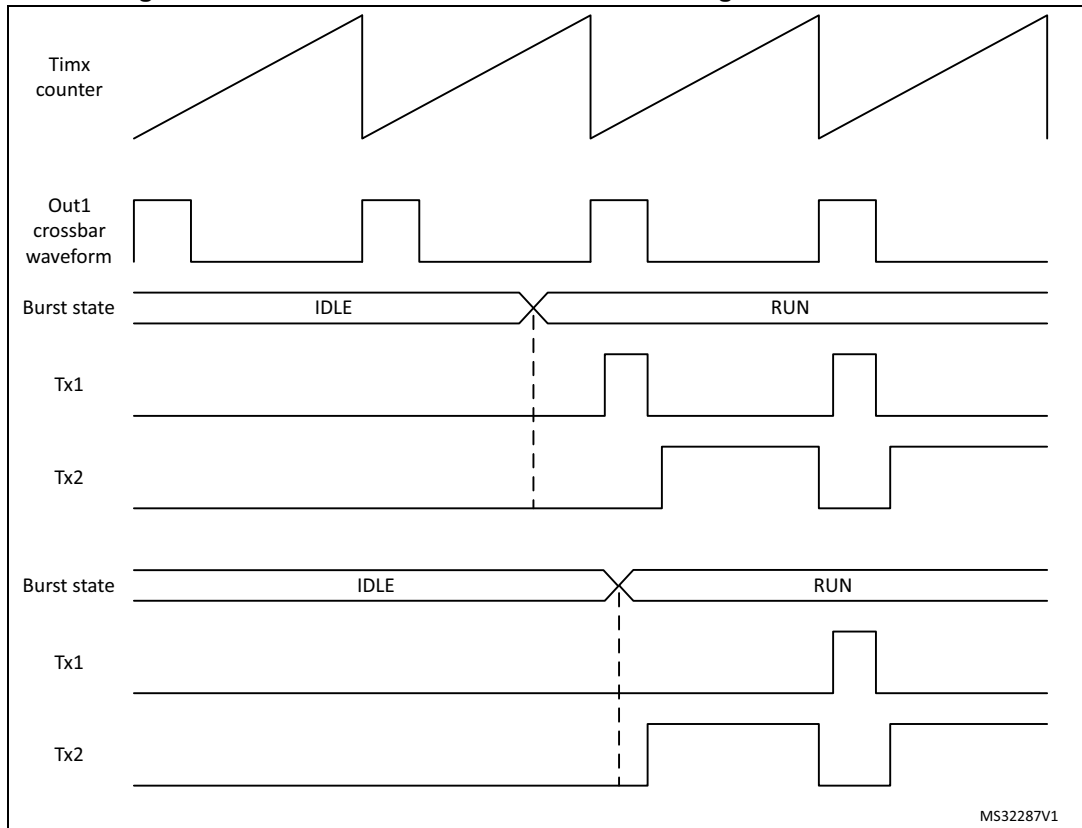 Timx
counter
Out1
crossbar
waveform
Burst state
IDLE
RUN
Tx1
Tx2
Burst state
IDLE
RUN
Tx1
Tx2
MS32287V1